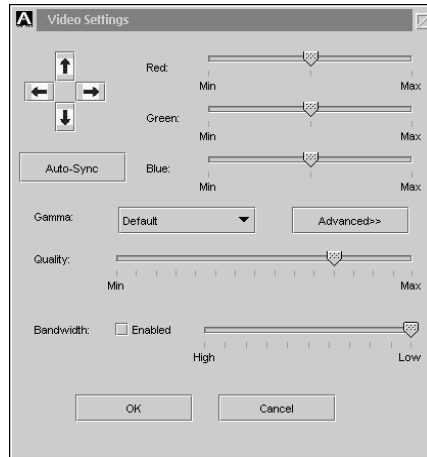 Video Settings
Red:
Min Max
Green:
Min Max
Auto-Sync
Blue:
Min Max
Gamma: Default Advanced>>
Quality:
Min Max
Bandwidth: Enabled
High Low
OK Cancel